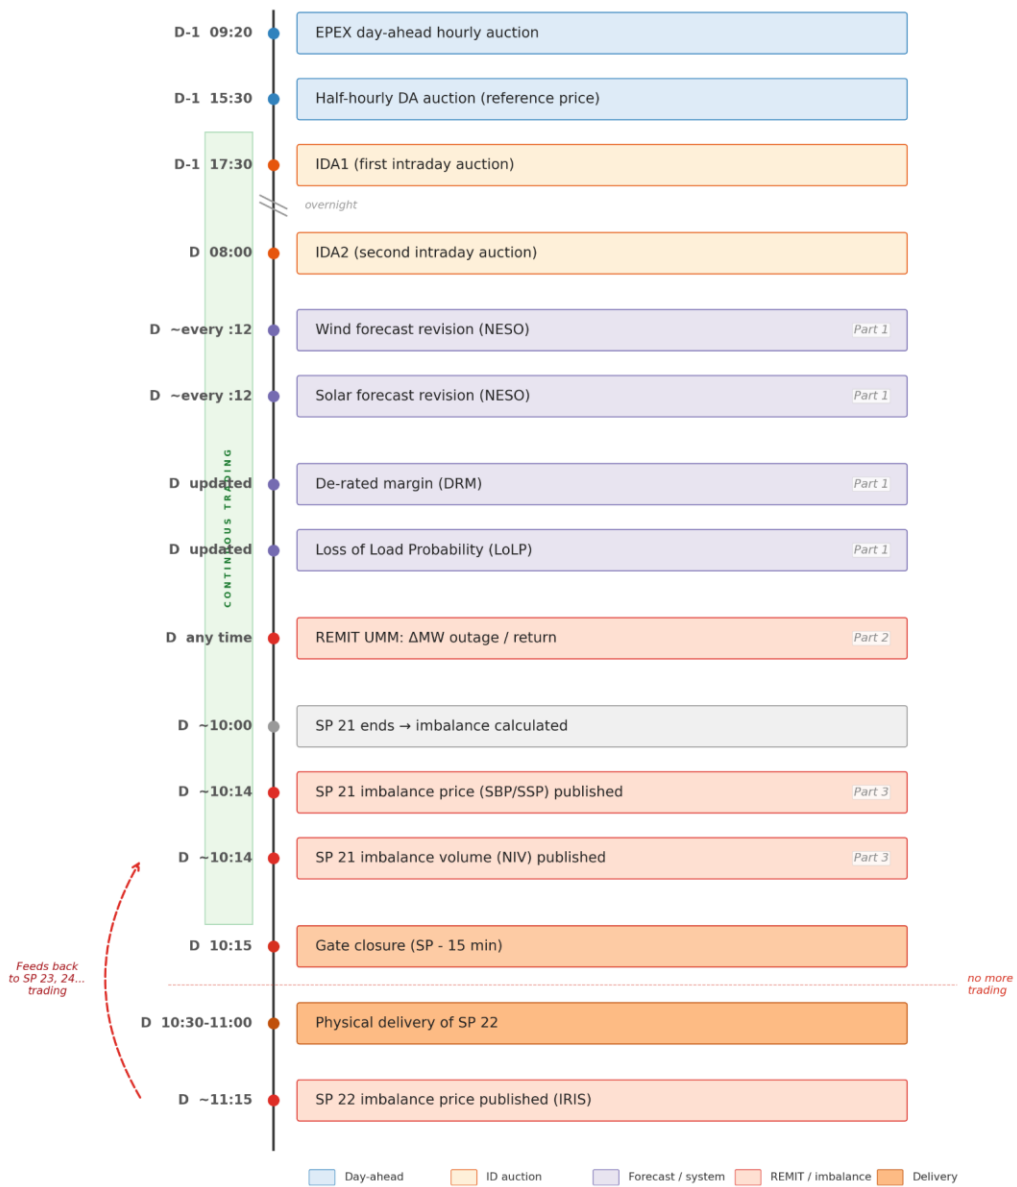 D-1 09:20 EPEX day-ahead hourly auction
D-1 15:30 Half-hourly DA auction (reference price)
D-1 17:30 IDA1 (first intraday auction)
overnight
D 08:00 IDA2 (second intraday auction)
D ~every :12 Wind forecast revision (NESO) Part 1
D ~every :12 Solar forecast revision (NESO) Part 1
CONTINUOUS TRADING
D updated De-rated margin (DRM) Part 1
D updated Loss of Load Probability (LoLP) Part 1
D any time REMIT UMM: ΔMW outage / return Part 2
D ~10:00 SP 21 ends → imbalance calculated
D ~10:14 SP 21 imbalance price (SBP/SSP) published Part 3
D ~10:14 SP 21 imbalance volume (NIV) published Part 3
D 10:15 Gate closure (SP - 15 min)
Feeds back
to SP 23, 24...
trading
no more
trading
D 10:30-11:00 Physical delivery of SP 22
D ~11:15 SP 22 imbalance price published (IRIS)
Day-ahead ID auction Forecast / system REMIT / imbalance Delivery